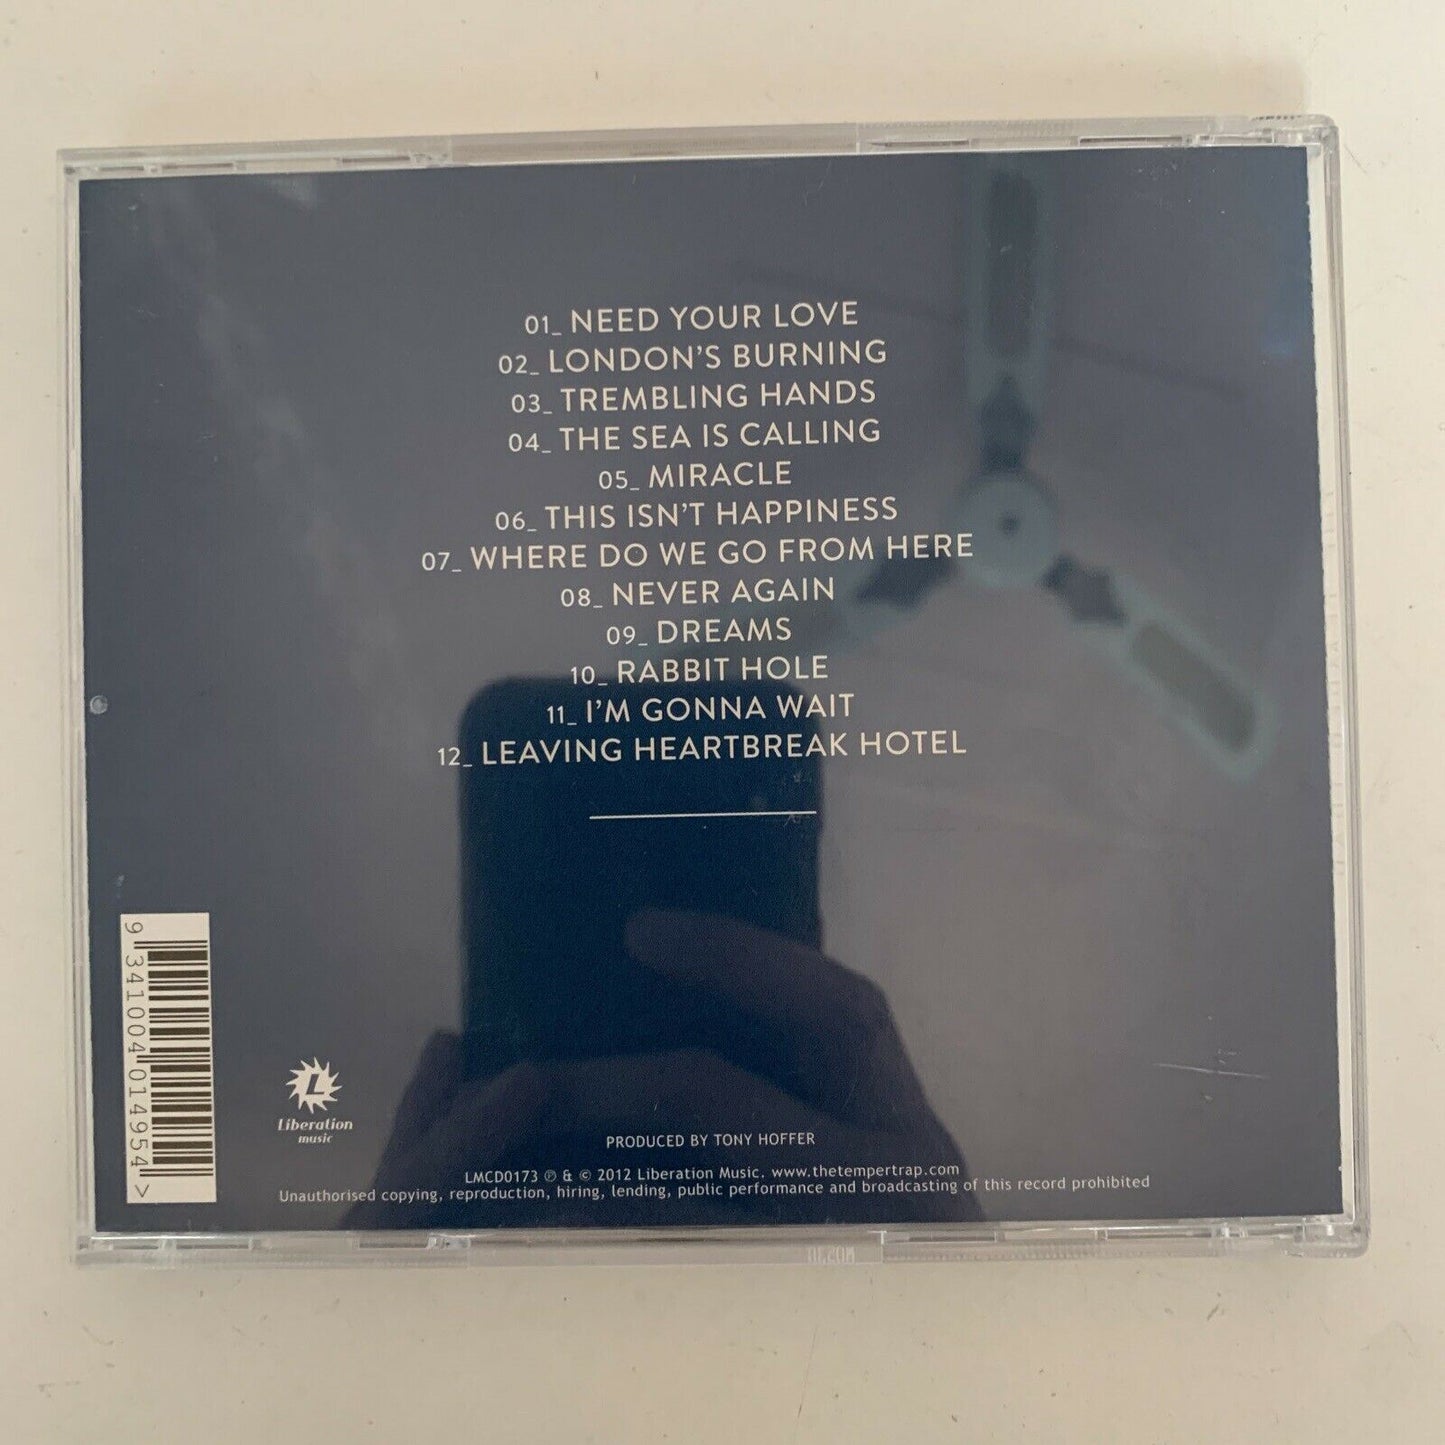 01_ NEED YOUR LOVE
02_ LONDON'S BURNING
03_ TREMBLING HANDS
04_ THE SEA IS CALLING
05_ MIRACLE
06_ THIS ISN'T HAPPINESS
07_ WHERE DO WE GO FROM HERE
08_ NEVER AGAIN
09_ DREAMS
10_ RABBIT HOLE
11_ I'M GONNA WAIT
12_ LEAVING HEARTBREAK HOTEL
9 341004 014954 >
L
Liberation
music
PRODUCED BY TONY HOFFER
LMCD0173 ℗ & © 2012 Liberation Music. www.thetempertrap.com
Unauthorised copying, reproduction, hiring, lending, public performance and broadcasting of this record prohibited